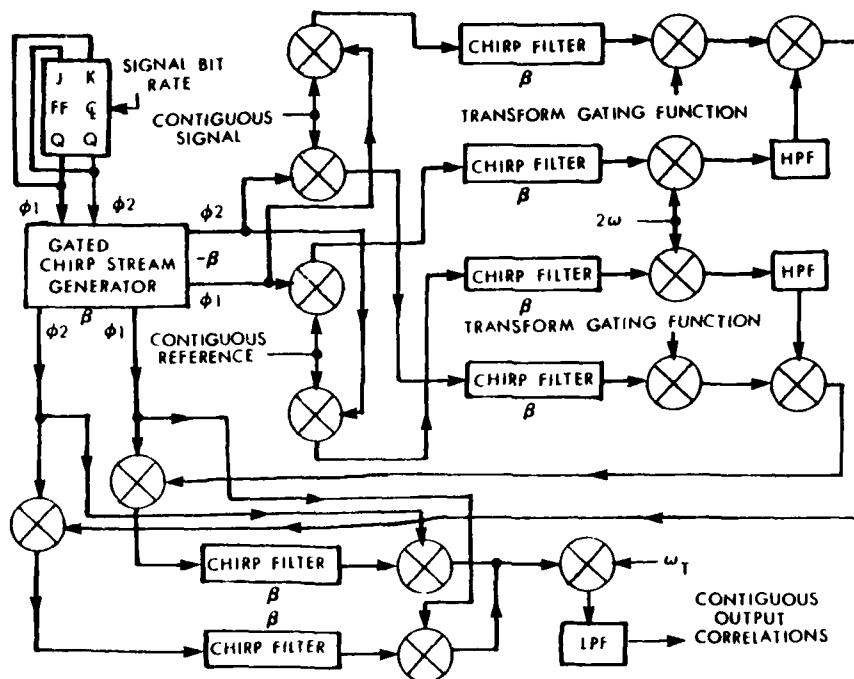 J K
FF ℄
Q Q
SIGNAL BIT
RATE
CONTIGUOUS
SIGNAL
CHIRP FILTER
β
TRANSFORM GATING FUNCTION
CHIRP FILTER
β
HPF
ϕ1 ϕ2
ϕ2
GATED
CHIRP STREAM
GENERATOR
-β
ϕ1
β
ϕ2 ϕ1
2ω
CHIRP FILTER
β
HPF
TRANSFORM GATING FUNCTION
CONTIGUOUS
REFERENCE
CHIRP FILTER
β
CHIRP FILTER
β
β
CHIRP FILTER
ωT
LPF
CONTIGUOUS
OUTPUT
CORRELATIONS